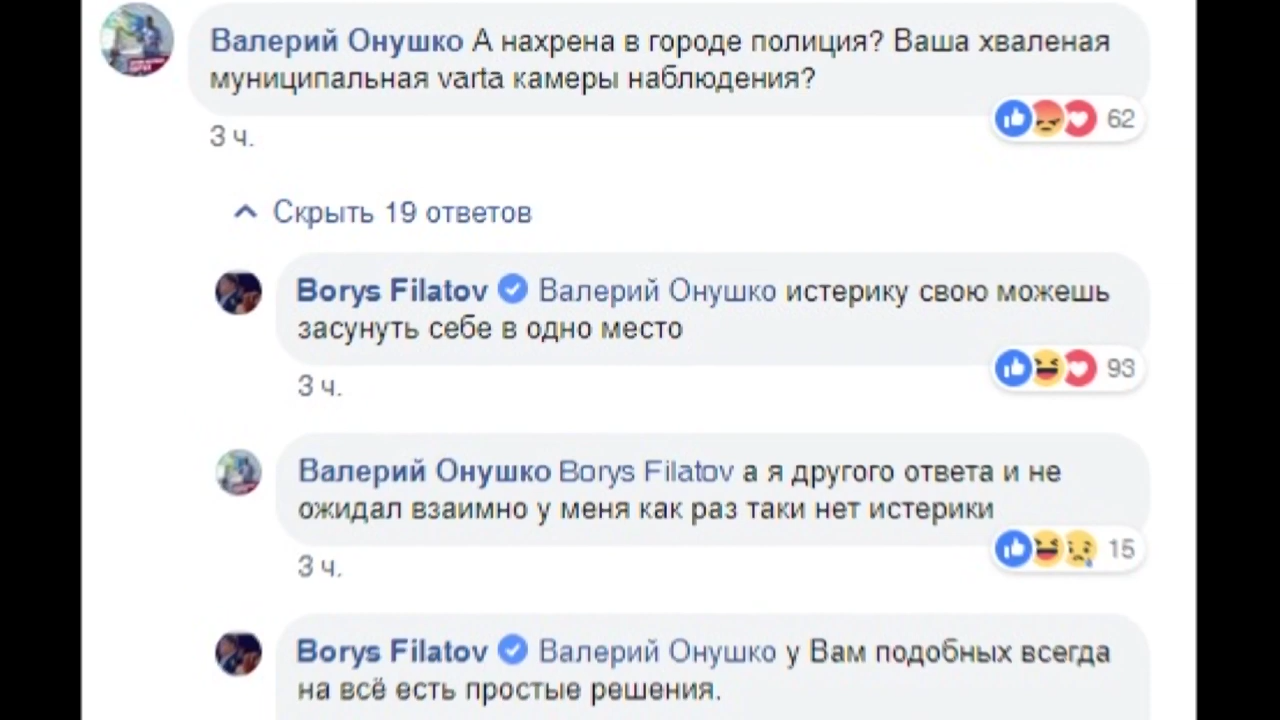 Валерий Онушко А нахрена в городе полиция? Ваша хваленая
муниципальная varta камеры наблюдения?
62
3 ч.
Скрыть 19 ответов
Borys Filatov Валерий Онушко истерику свою можешь
засунуть себе в одно место
93
3 ч.
Валерий Онушко Borys Filatov а я другого ответа и не
ожидал взаимно у меня как раз таки нет истерики
15
3 ч.
Borys Filatov Валерий Онушко у Вам подобных всегда
на всё есть простые решения.